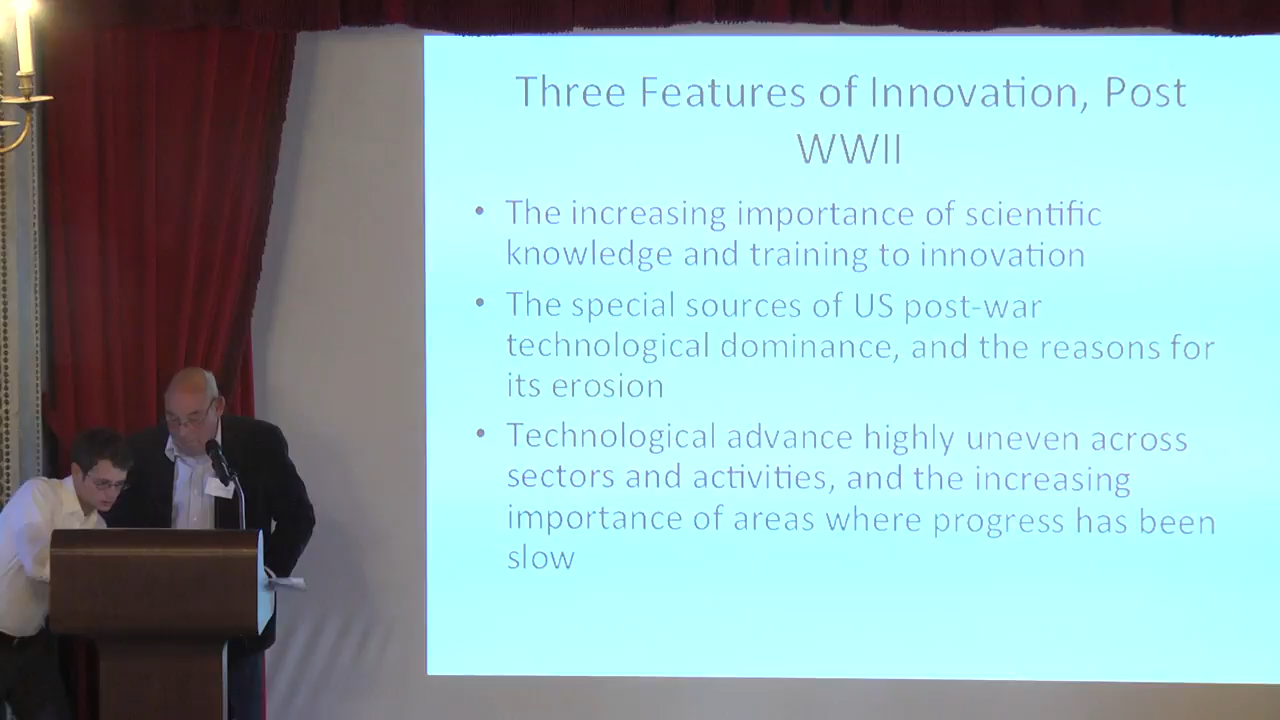 Three Features of Innovation, Post
WWII
• The increasing importance of scientific
knowledge and training to innovation
• The special sources of US post-war
technological dominance, and the reasons for
its erosion
• Technological advance highly uneven across
sectors and activities, and the increasing
importance of areas where progress has been
slow